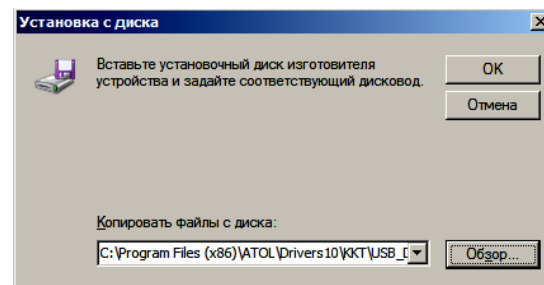 Установка с диска
Вставьте установочный диск изготовителя
устройства и задайте соответствующий дисковод.
OK
Отмена
Копировать файлы с диска:
C:\Program Files (x86)\ATOL\Drivers10\KKT\USB_D
Обзор...